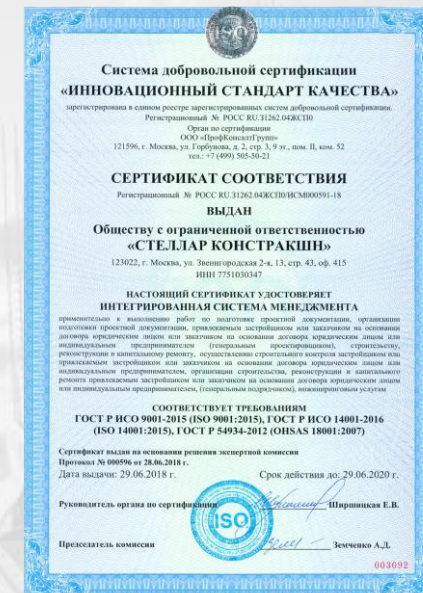 ISO
Система добровольной сертификации
«ИННОВАЦИОННЫЙ СТАНДАРТ КАЧЕСТВА»
зарегистрирована в едином реестре зарегистрированных систем добровольной сертификации.
Регистрационный № РОСС RU.31262.04ЖСП0
Орган по сертификации
ООО «ПрофКонсалтГрупп»
121596, г. Москва, ул. Горбунова, д. 2, стр. 3, 9 эт., пом. II, ком. 52
тел.: +7 (499) 505-50-21
СЕРТИФИКАТ СООТВЕТСТВИЯ
Регистрационный № РОСС RU.31262.04ЖСП0/ИСМ000591-18
ВЫДАН
Обществу с ограниченной ответственностью
«СТЕЛЛАР КОНСТРАКШН»
123022, г. Москва, ул. Звенигородская 2-я, 13, стр. 43, оф. 415
ИНН 7751030347
НАСТОЯЩИЙ СЕРТИФИКАТ УДОСТОВЕРЯЕТ
ИНТЕГРИРОВАННАЯ СИСТЕМА МЕНЕДЖМЕНТА
применительно к выполнению работ по подготовке проектной документации, организации
подготовки проектной документации, привлекаемым застройщиком или заказчиком на основании
договора юридическим лицом или заказчиком на основании договора юридическим лицом или
индивидуальным предпринимателем (генеральным проектировщиком), строительству,
реконструкции и капитальному ремонту, осуществлению строительного контроля застройщиком или
привлекаемым застройщиком или заказчиком на основании договора юридическим лицом или
индивидуальным предпринимателем, организации строительства, реконструкции и капитального
ремонта привлекаемым застройщиком или заказчиком на основании договора юридическим лицом
или индивидуальным предпринимателем, (генеральным подрядчиком), инжиниринговым услугам
СООТВЕТСТВУЕТ ТРЕБОВАНИЯМ
ГОСТ Р ИСО 9001-2015 (ISO 9001:2015), ГОСТ Р ИСО 14001-2016
(ISO 14001:2015), ГОСТ Р 54934-2012 (OHSAS 18001:2007)
Сертификат выдан на основании решения экспертной комиссии
Протокол № 000596 от 28.06.2018 г.
Дата выдачи: 29.06.2018 г. Срок действия до: 29.06.2020 г.
Руководитель органа по сертификации Ширшицкая Е.В.
ISO
Председатель комиссии Земченко А.Д.
003092